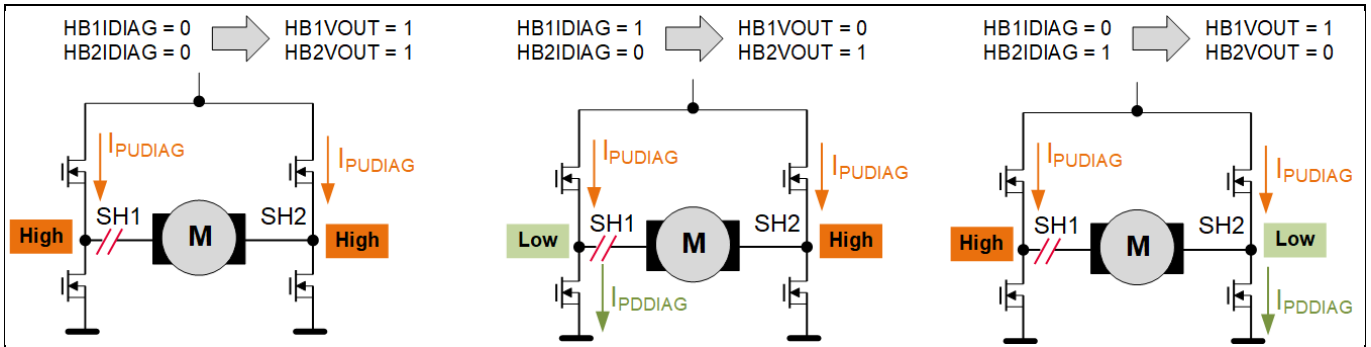 HB1IDIAG = 0 HB1VOUT = 1
HB2IDIAG = 0 HB2VOUT = 1
IPUDIAG
IPUDIAG
SH1
SH2
High
M
High
HB1IDIAG = 1 HB1VOUT = 0
HB2IDIAG = 0 HB2VOUT = 1
IPUDIAG
IPUDIAG
SH1
SH2
Low
M
High
IPDDIAG
HB1IDIAG = 0 HB1VOUT = 1
HB2IDIAG = 1 HB2VOUT = 0
IPUDIAG
IPUDIAG
SH1
SH2
High
M
Low
IPDDIAG